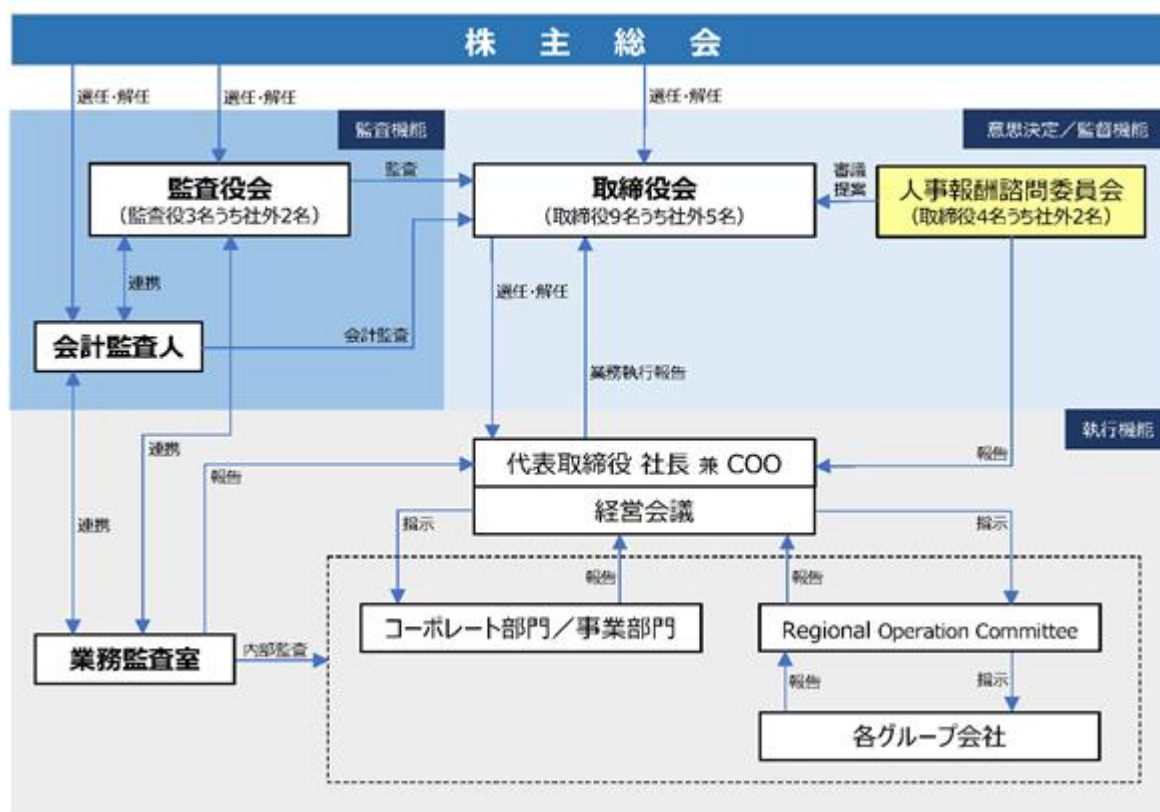 株主総会
選任・解任
選任・解任
選任・解任
監査機能
意思決定／監督機能
監査役会
（監査役3名うち社外2名）
監査
取締役会
（取締役9名うち社外5名）
審議
提案
人事報酬諮問委員会
（取締役4名うち社外2名）
連携
選任・解任
会計監査人
会計監査
業務執行報告
執行機能
連携
報告
代表取締役 社長 兼 COO
報告
経営会議
連携
指示
指示
報告
報告
コーポレート部門／事業部門
Regional Operation Committee
業務監査室
内部監査
報告
指示
各グループ会社